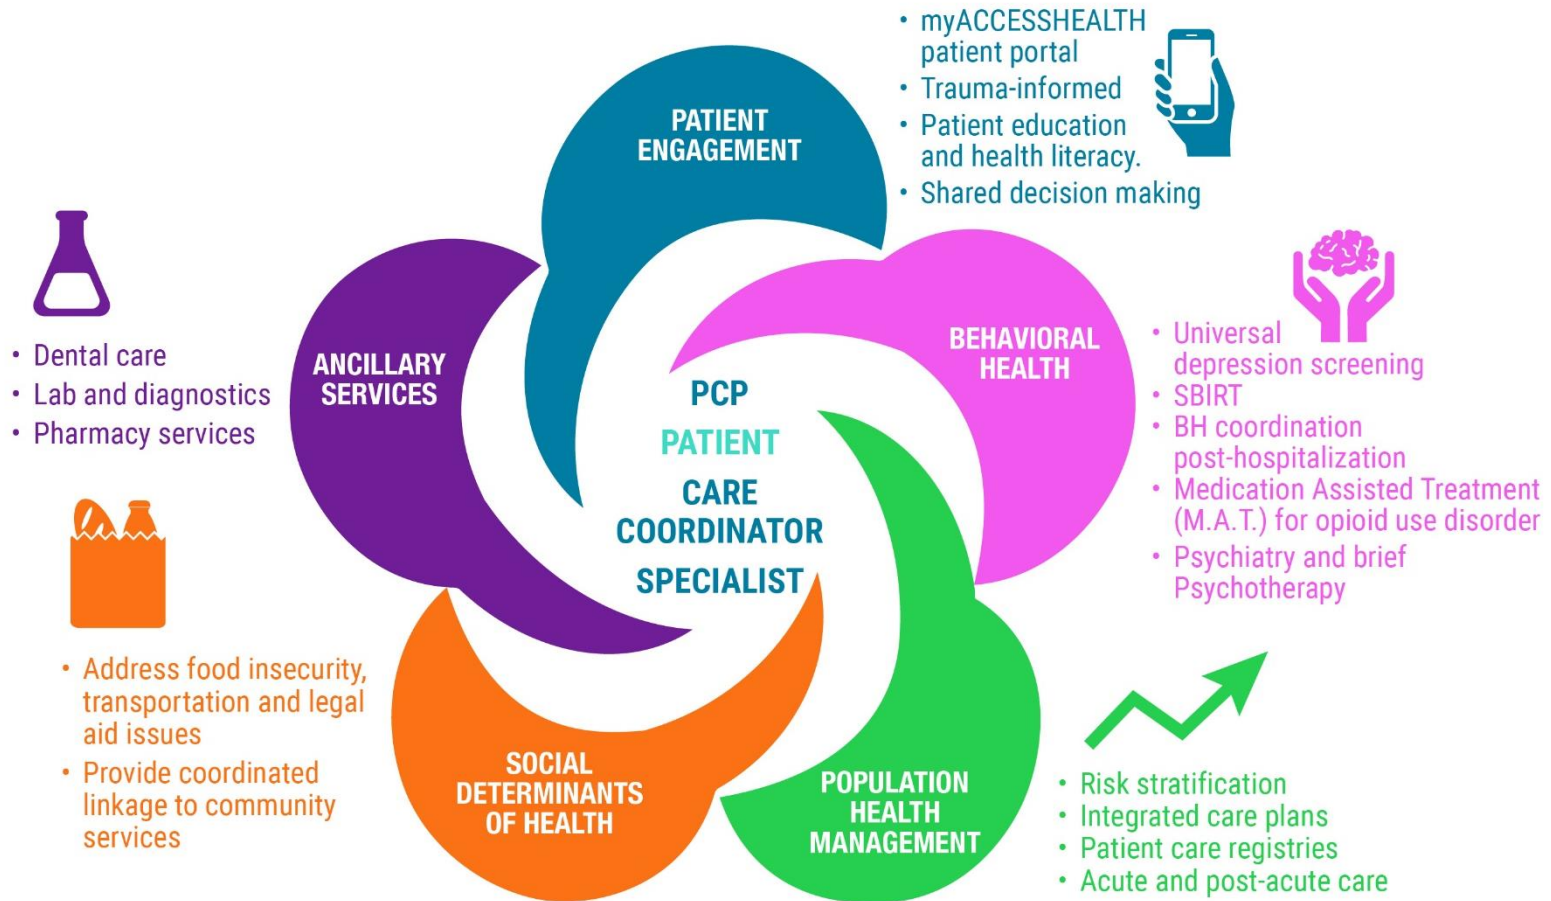 • myACCESSHEALTH
patient portal
• Trauma-informed
• Patient education
and health literacy.
• Shared decision making
PATIENT
ENGAGEMENT
BEHAVIORAL
HEALTH
• Universal
depression screening
• SBIRT
• BH coordination
post-hospitalization
• Medication Assisted Treatment
(M.A.T.) for opioid use disorder
• Psychiatry and brief
Psychotherapy
ANCILLARY
SERVICES
• Dental care
• Lab and diagnostics
• Pharmacy services
PCP
PATIENT
CARE
COORDINATOR
SPECIALIST
• Address food insecurity,
transportation and legal
aid issues
• Provide coordinated
linkage to community
services
SOCIAL
DETERMINANTS
OF HEALTH
POPULATION
HEALTH
MANAGEMENT
• Risk stratification
• Integrated care plans
• Patient care registries
• Acute and post-acute care